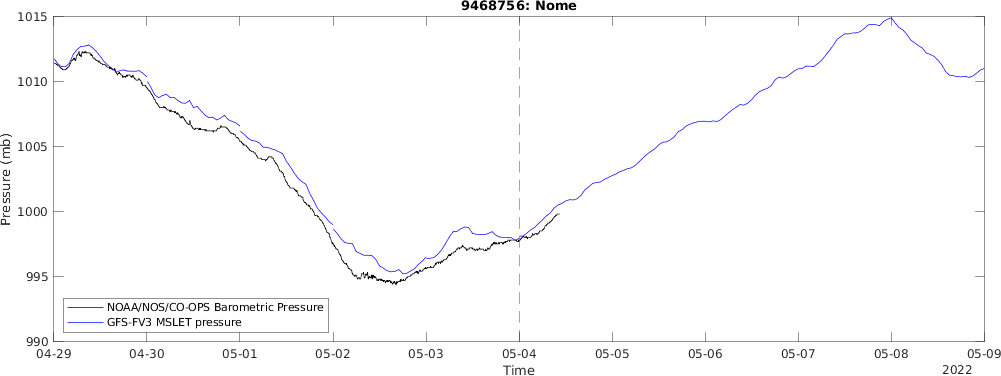 9468756: Nome
1015
1010
1005
1000
995
990
Pressure (mb)
NOAA/NOS/CO-OPS Barometric Pressure
GFS-FV3 MSLET pressure
04-29 04-30 05-01 05-02 05-03 05-04 05-05 05-06 05-07 05-08 05-09
Time
2022